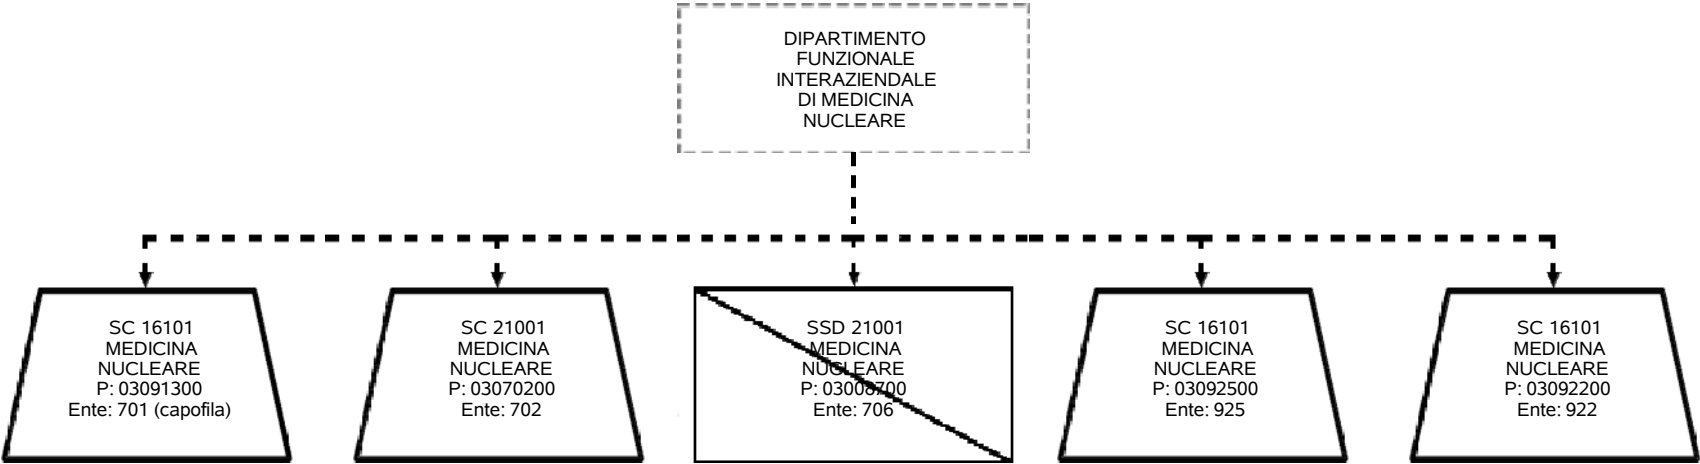 DIPARTIMENTO
FUNZIONALE
INTERAZIENDALE
DI MEDICINA
NUCLEARE
SC 16101
MEDICINA
NUCLEARE
P: 03091300
Ente: 701 (capofila)
SC 21001
MEDICINA
NUCLEARE
P: 03070200
Ente: 702
SSD 21001
MEDICINA
NUCLEARE
P: 03008700
Ente: 706
SC 16101
MEDICINA
NUCLEARE
P: 03092500
Ente: 925
SC 16101
MEDICINA
NUCLEARE
P: 03092200
Ente: 922